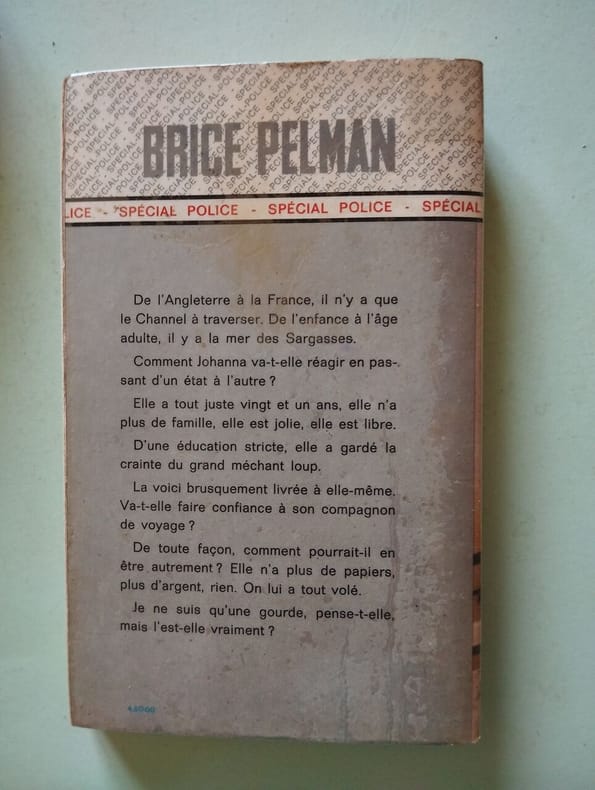 BRICE PELMAN
LICE - SPÉCIAL POLICE - SPÉCIAL POLICE - SPÉCIAL
De l'Angleterre à la France, il n'y a que
le Channel à traverser. De l'enfance à l'âge
adulte, il y a la mer des Sargasses.
Comment Johanna va-t-elle réagir en pas-
sant d'un état à l'autre ?
Elle a tout juste vingt et un ans, elle n'a
plus de famille, elle est jolie, elle est libre.
D'une éducation stricte, elle a gardé la
crainte du grand méchant loup.
La voici brusquement livrée à elle-même.
Va-t-elle faire confiance à son compagnon
de voyage ?
De toute façon, comment pourrait-il en
être autrement ? Elle n'a plus de papiers,
plus d'argent, rien. On lui a tout volé.
Je ne suis qu'une gourde, pense-t-elle,
mais l'est-elle vraiment ?